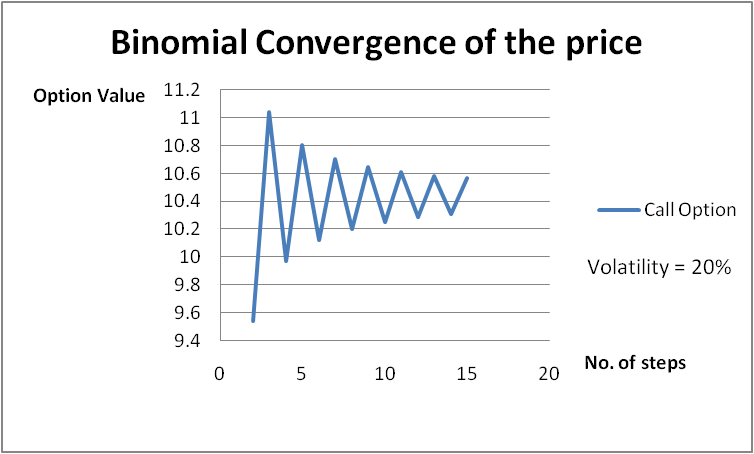 Binomial Convergence of the price
Option Value
11.2
11
10.8
10.6
10.4
10.2
10
9.8
9.6
9.4
0 5 10 15 20
No. of steps
Call Option
Volatility = 20%